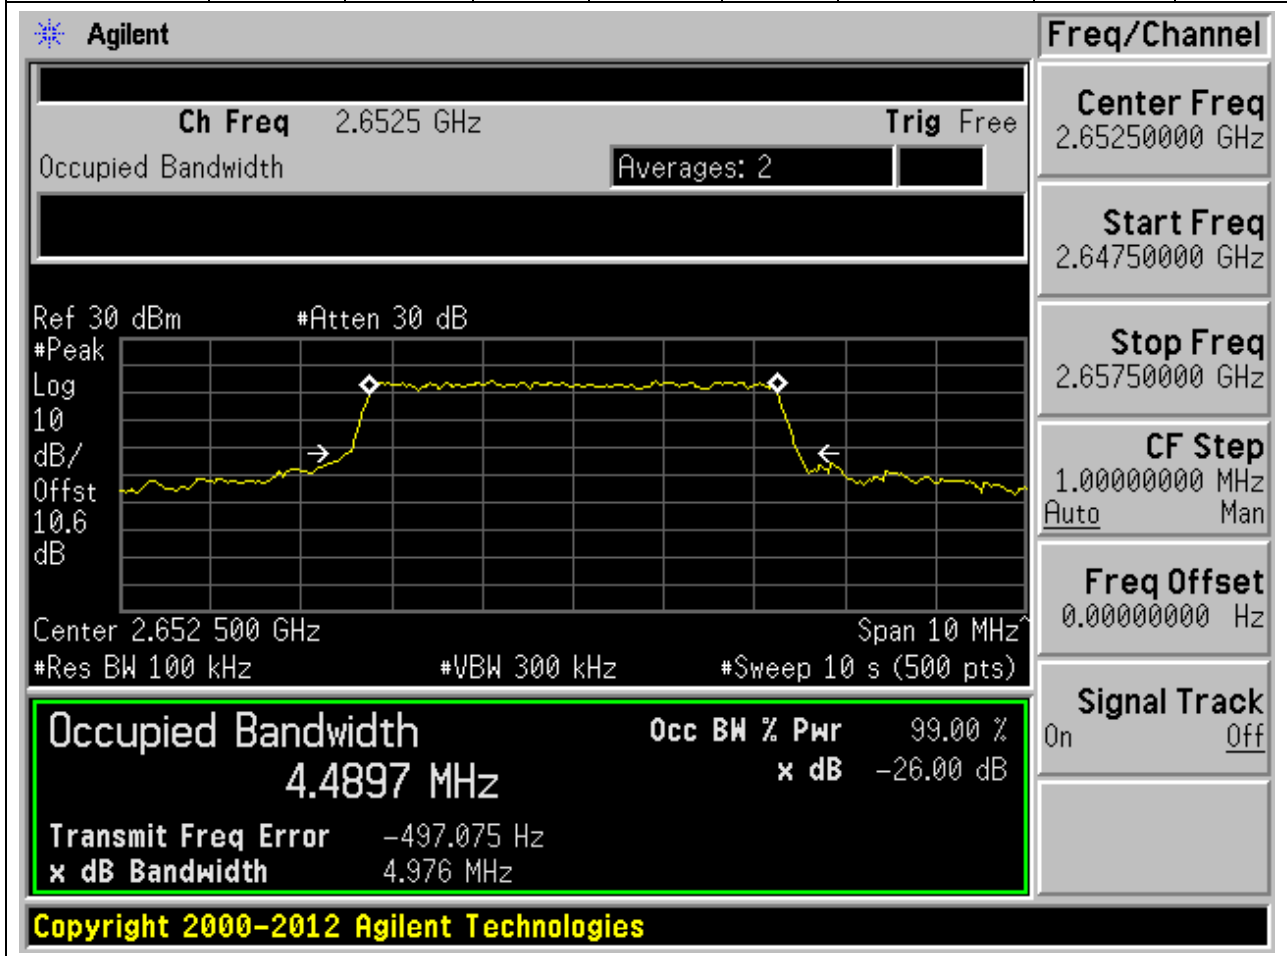 Agilent
Freq/Channel
Ch Freq 2.6525 GHz Trig Free
Occupied Bandwidth Averages: 2
Center Freq
2.65250000 GHz
Start Freq
2.64750000 GHz
Stop Freq
2.65750000 GHz
CF Step
1.00000000 MHz
Auto Man
Freq Offset
0.00000000 Hz
Signal Track
On Off
Ref 30 dBm #Atten 30 dB
#Peak
Log
10
dB/
Offst
10.6
dB
Center 2.652 500 GHz Span 10 MHz^
#Res BW 100 kHz #VBW 300 kHz #Sweep 10 s (500 pts)
Occupied Bandwidth
4.4897 MHz
Occ BW % Pwr 99.00 %
x dB -26.00 dB
Transmit Freq Error -497.075 Hz
x dB Bandwidth 4.976 MHz
Copyright 2000-2012 Agilent Technologies